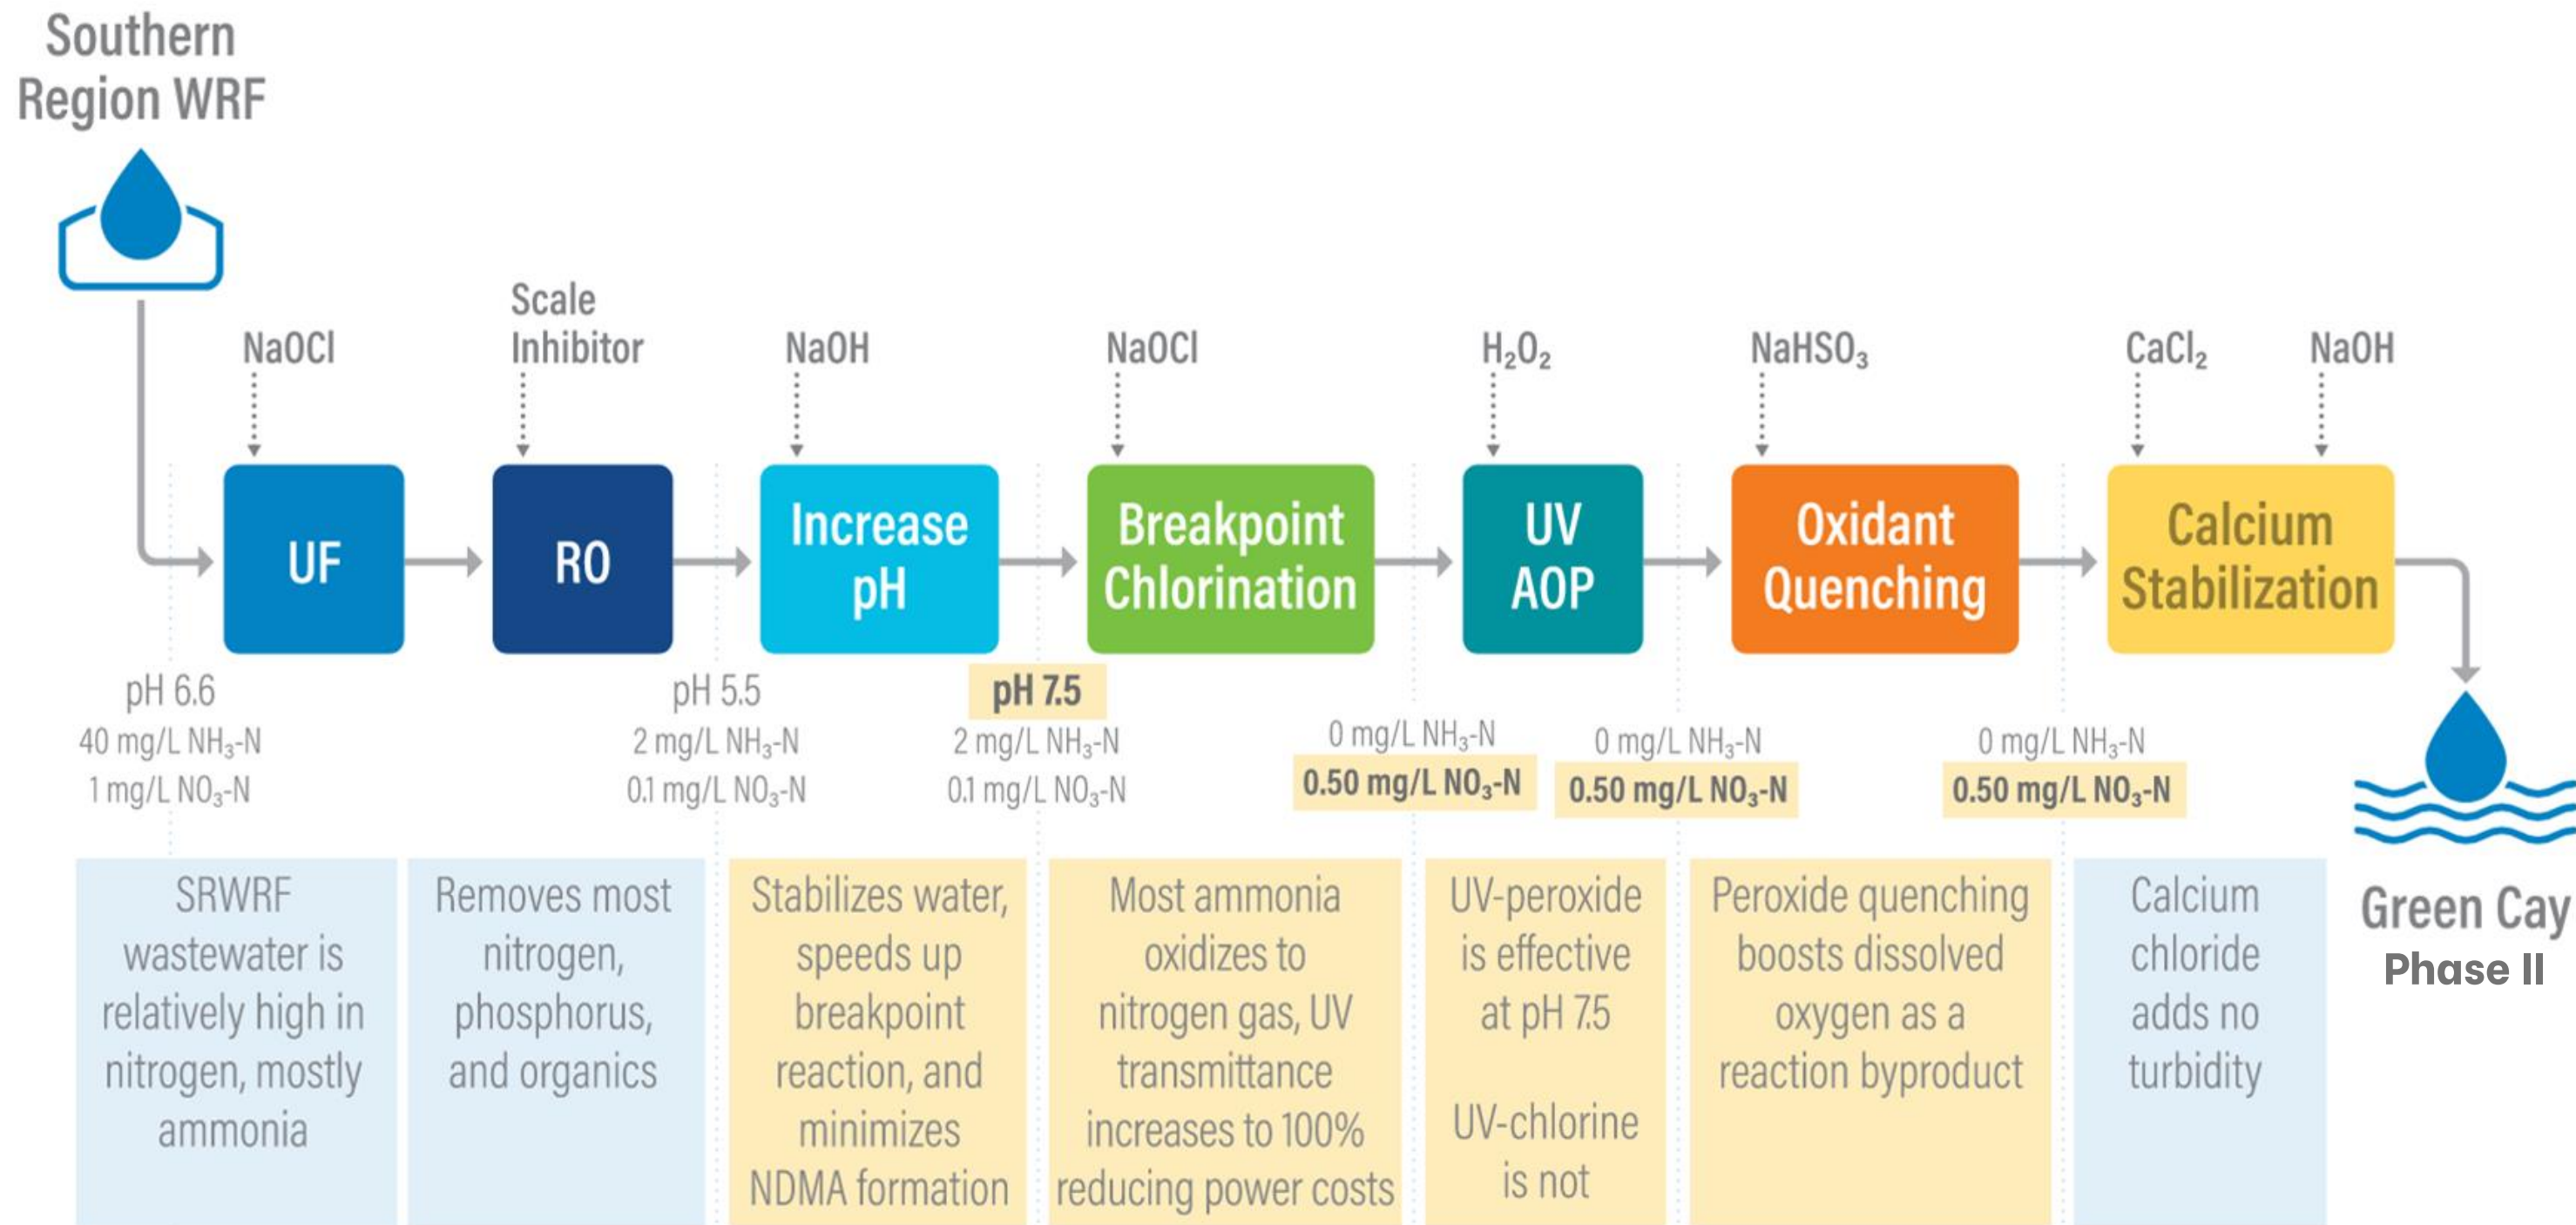 Southern
Region WRF
NaOCl
Scale
Inhibitor
NaOH
NaOCl
H₂O₂
NaHSO₃
CaCl₂
NaOH
UF
RO
Increase
pH
Breakpoint
Chlorination
UV
AOP
Oxidant
Quenching
Calcium
Stabilization
pH 6.6
40 mg/L NH₃-N
1 mg/L NO₃-N
pH 5.5
2 mg/L NH₃-N
0.1 mg/L NO₃-N
pH 7.5
2 mg/L NH₃-N
0.1 mg/L NO₃-N
0 mg/L NH₃-N
0.50 mg/L NO₃-N
0 mg/L NH₃-N
0.50 mg/L NO₃-N
0 mg/L NH₃-N
0.50 mg/L NO₃-N
SRWRF
wastewater is
relatively high in
nitrogen, mostly
ammonia
Removes most
nitrogen,
phosphorus,
and organics
Stabilizes water,
speeds up
breakpoint
reaction, and
minimizes
NDMA formation
Most ammonia
oxidizes to
nitrogen gas, UV
transmittance
increases to 100%
reducing power costs
UV-peroxide
is effective
at pH 7.5
UV-chlorine
is not
Peroxide quenching
boosts dissolved
oxygen as a
reaction byproduct
Calcium
chloride
adds no
turbidity
Green Cay
Phase II